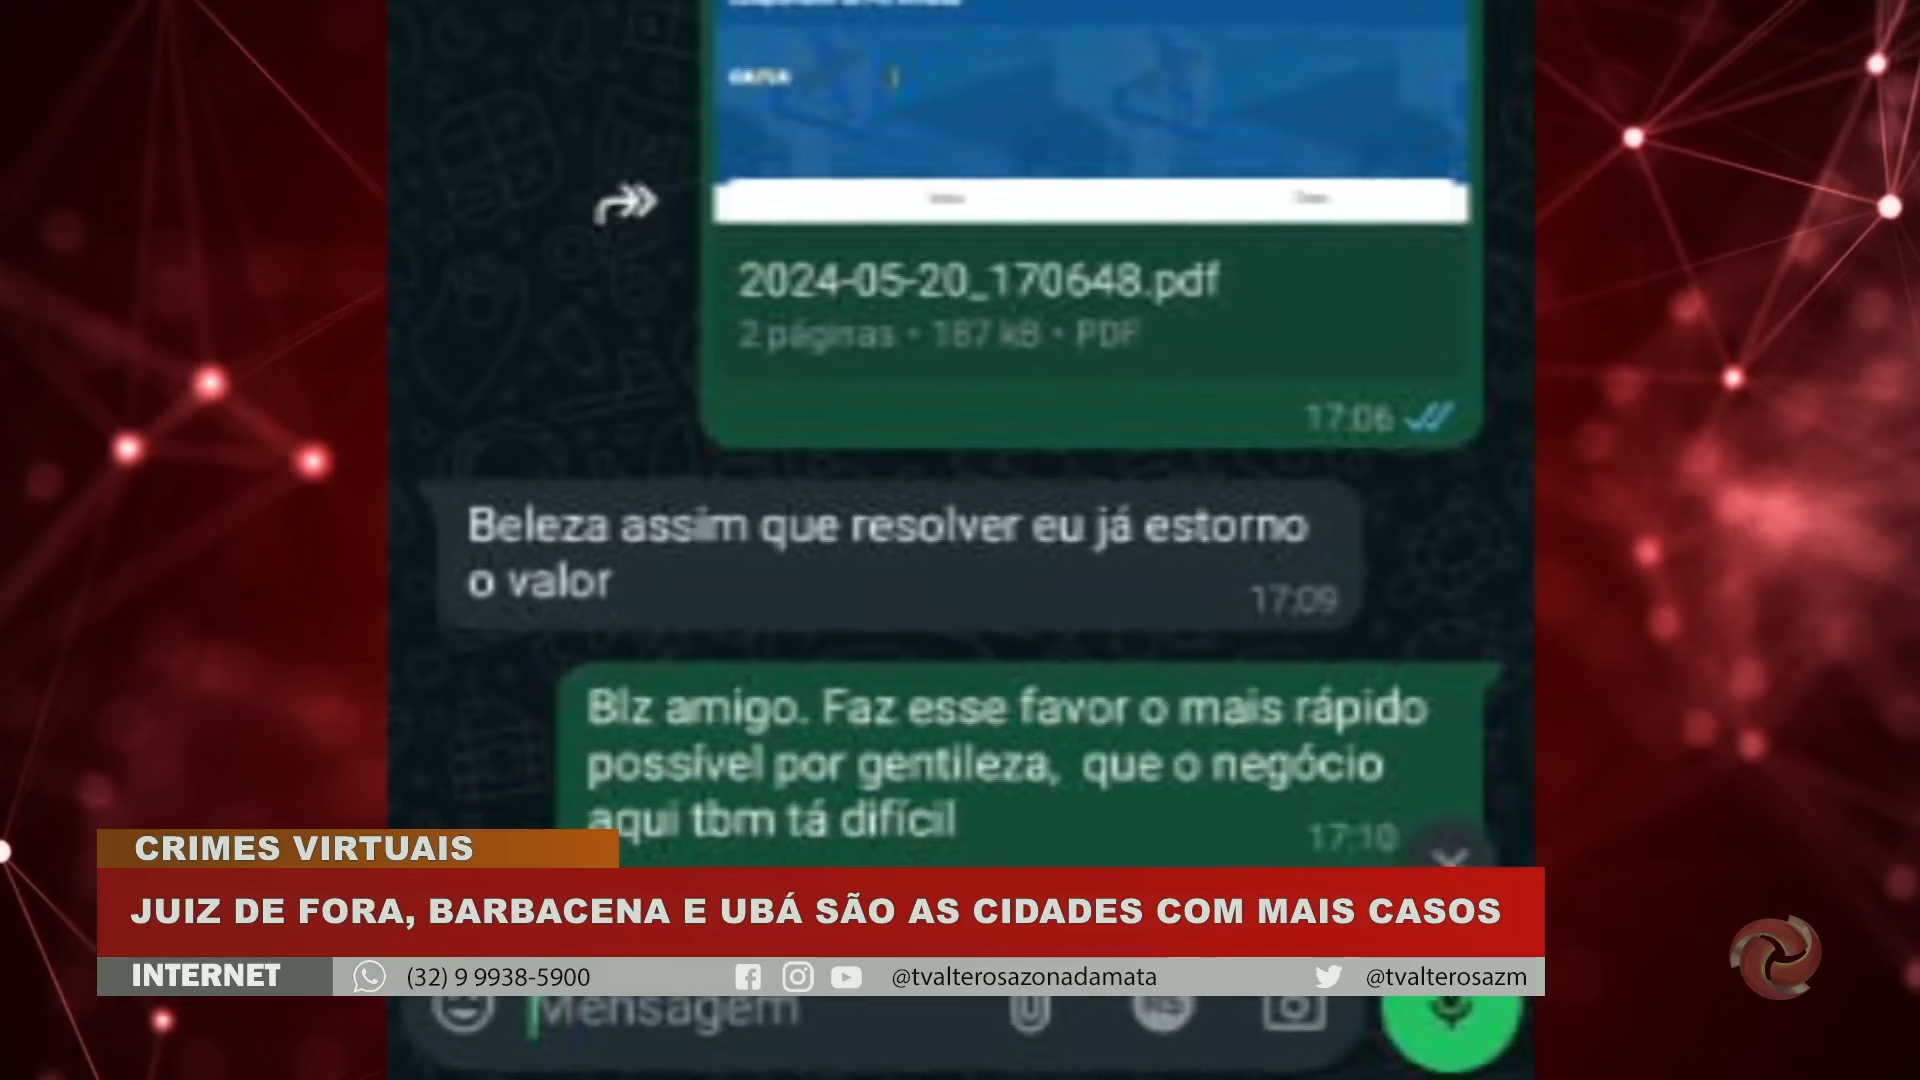 2024-05-20_170648.pdf
2 páginas • 187 kB • PDF
17:06
Beleza assim que resolver eu já estorno
o valor
17:09
Blz amigo. Faz esse favor o mais rápido
possível por gentileza, que o negócio
aqui tbm tá difícil
17:10
CRIMES VIRTUAIS
JUIZ DE FORA, BARBACENA E UBÁ SÃO AS CIDADES COM MAIS CASOS
INTERNET (32) 9 9938-5900 @tvalterosazonadamata @tvalterosazm
Mensagem